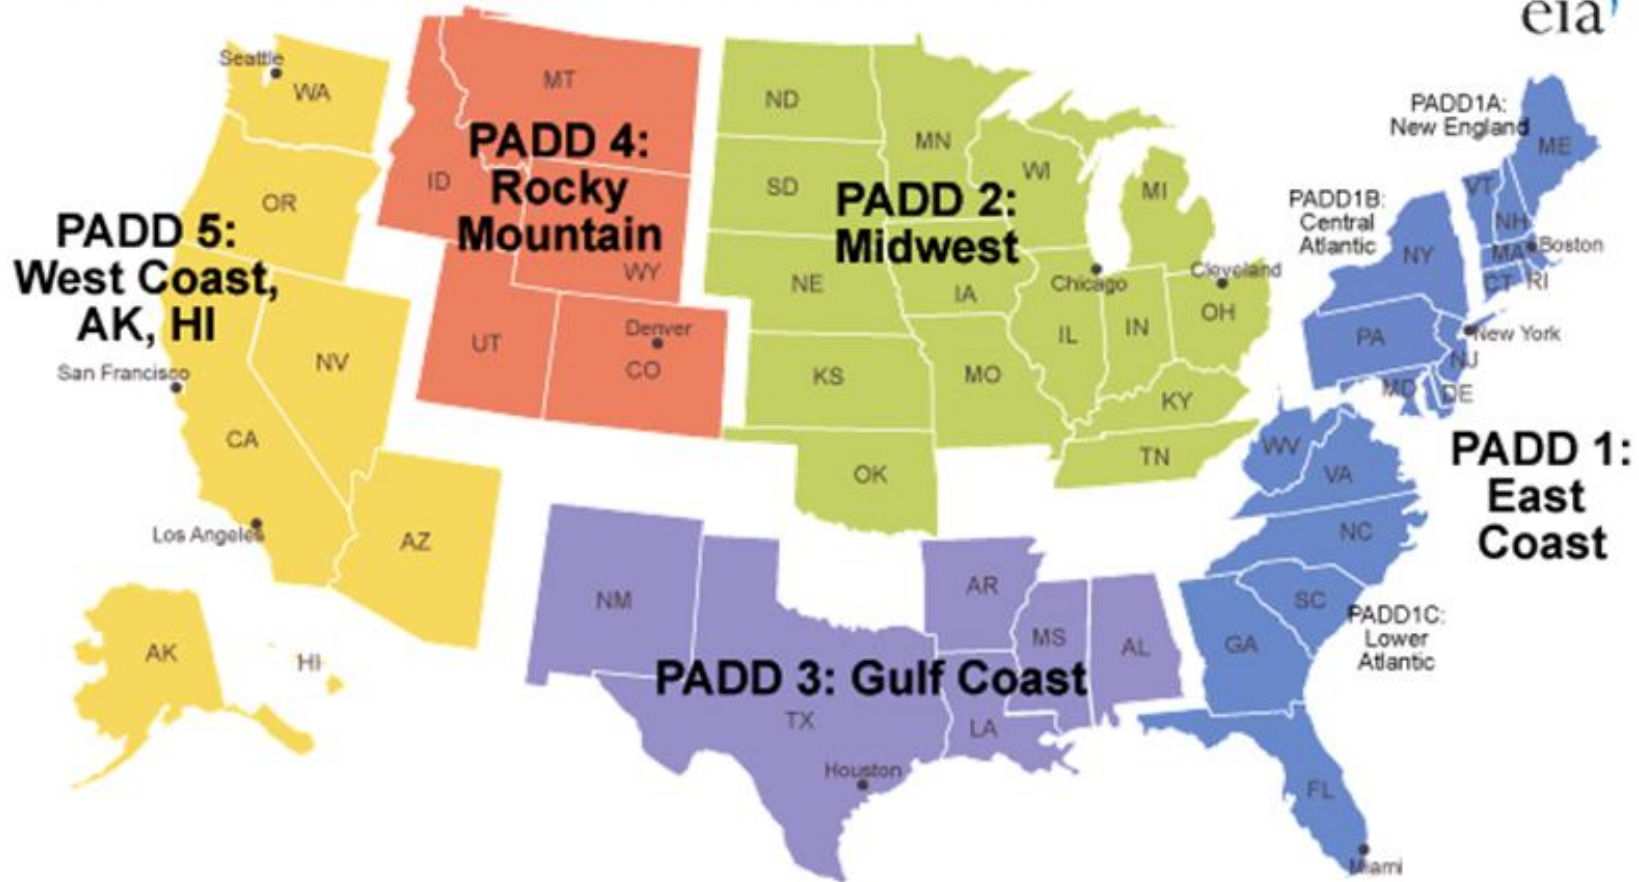 eia
Seattle
WA
MT
ND
MN
PADD1A:
New England
ME
PADD 4:
Rocky
Mountain
ID
OR
SD
WI
MI
VT
NH
PADD 2:
Midwest
PADD1B:
Central
Atlantic
NY
MA
Boston
CT
RI
PADD 5:
West Coast,
AK, HI
WY
NE
IA
Chicago
Cleveland
OH
IL
IN
PA
New York
NJ
MD
DE
San Francisco
NV
UT
Denver
CO
KS
MO
KY
CA
OK
TN
WV
VA
PADD 1:
East
Coast
Los Angeles
AZ
NC
NM
AR
SC
PADD1C:
Lower
Atlantic
AK
HI
MS
AL
GA
PADD 3: Gulf Coast
TX
LA
Houston
FL
Miami